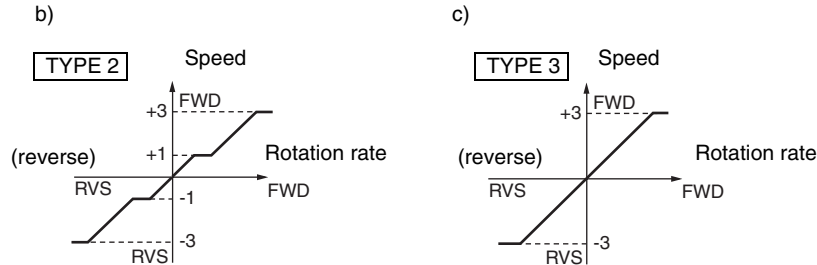 b)
TYPE 2
Speed
FWD
+3
+1
(reverse)
Rotation rate
RVS
FWD
-1
-3
RVS
c)
TYPE 3
Speed
FWD
+3
(reverse)
Rotation rate
RVS
FWD
-3
RVS